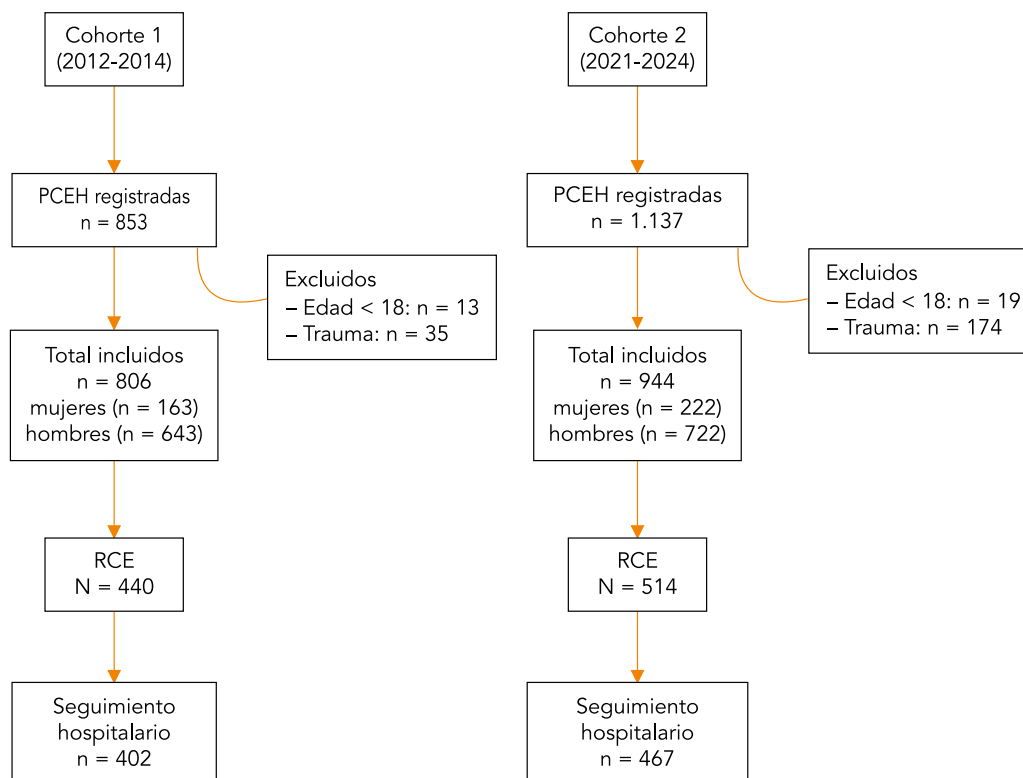 Cohorte 1
(2012-2014)
PCEH registradas
n = 853
Excluidos
– Edad < 18: n = 13
– Trauma: n = 35
Total incluidos
n = 806
mujeres (n = 163)
hombres (n = 643)
RCE
N = 440
Seguimiento
hospitalario
n = 402
Cohorte 2
(2021-2024)
PCEH registradas
n = 1.137
Excluidos
– Edad < 18: n = 19
– Trauma: n = 174
Total incluidos
n = 944
mujeres (n = 222)
hombres (n = 722)
RCE
N = 514
Seguimiento
hospitalario
n = 467